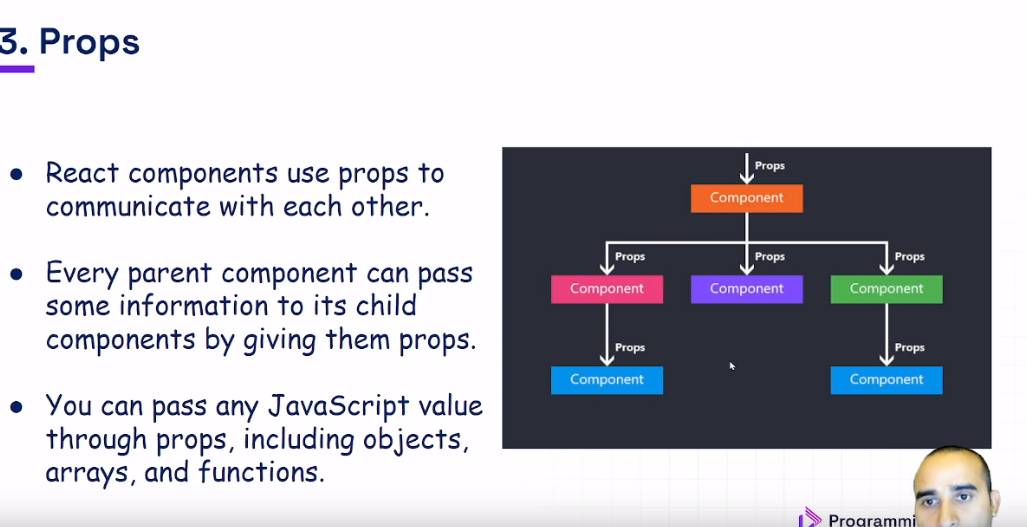 3. Props
● React components use props to
communicate with each other.
● Every parent component can pass
some information to its child
components by giving them props.
● You can pass any JavaScript value
through props, including objects,
arrays, and functions.
Props
Component
Props
Props
Props
Component
Component
Component
Props
Props
Component
Component
Programmi